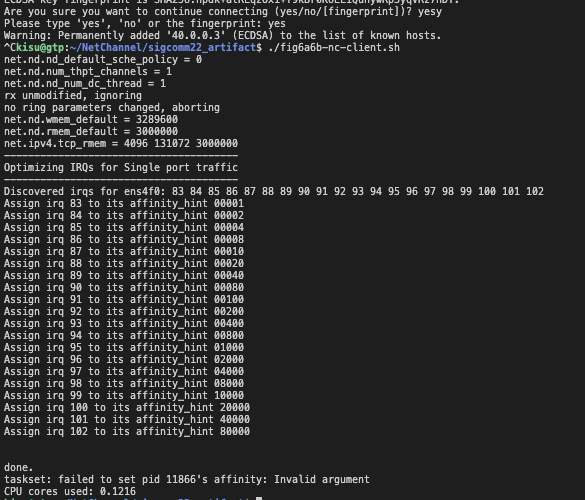 Are you sure you want to continue connecting (yes/no/[fingerprint])? yesy
Please type 'yes', 'no' or the fingerprint: yes
Warning: Permanently added '40.0.0.3' (ECDSA) to the list of known hosts.
^Ckisu@gtp:~/NetChannel/sigcomm22_artifact$ ./fig6a6b-nc-client.sh
net.nd.nd_default_sche_policy = 0
net.nd.num_thpt_channels = 1
net.nd.nd_num_dc_thread = 1
rx unmodified, ignoring
no ring parameters changed, aborting
net.nd.wmem_default = 3289600
net.nd.rmem_default = 3000000
net.ipv4.tcp_rmem = 4096 131072 3000000
---------------------------------------
Optimizing IRQs for Single port traffic
---------------------------------------
Discovered irqs for ens4f0: 83 84 85 86 87 88 89 90 91 92 93 94 95 96 97 98 99 100 101 102
Assign irq 83 to its affinity_hint 00001
Assign irq 84 to its affinity_hint 00002
Assign irq 85 to its affinity_hint 00004
Assign irq 86 to its affinity_hint 00008
Assign irq 87 to its affinity_hint 00010
Assign irq 88 to its affinity_hint 00020
Assign irq 89 to its affinity_hint 00040
Assign irq 90 to its affinity_hint 00080
Assign irq 91 to its affinity_hint 00100
Assign irq 92 to its affinity_hint 00200
Assign irq 93 to its affinity_hint 00400
Assign irq 94 to its affinity_hint 00800
Assign irq 95 to its affinity_hint 01000
Assign irq 96 to its affinity_hint 02000
Assign irq 97 to its affinity_hint 04000
Assign irq 98 to its affinity_hint 08000
Assign irq 99 to its affinity_hint 10000
Assign irq 100 to its affinity_hint 20000
Assign irq 101 to its affinity_hint 40000
Assign irq 102 to its affinity_hint 80000
done.
taskset: failed to set pid 11866's affinity: Invalid argument
CPU cores used: 0.1216